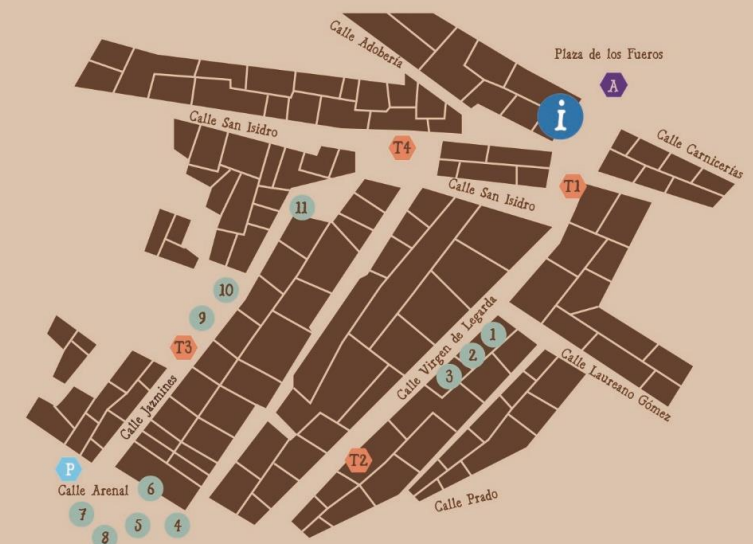 Calle Adobería
Plaza de los Fueros
A
i
Calle San Isidro
T4
Calle Carnicerías
T1
Calle San Isidro
11
10
9
T3
Calle Virgen de Legarda
1
2
3
Calle Laureano Gómez
Calle Jazmines
T2
P
Calle Arenal
6
Calle Prado
7
8
5
4